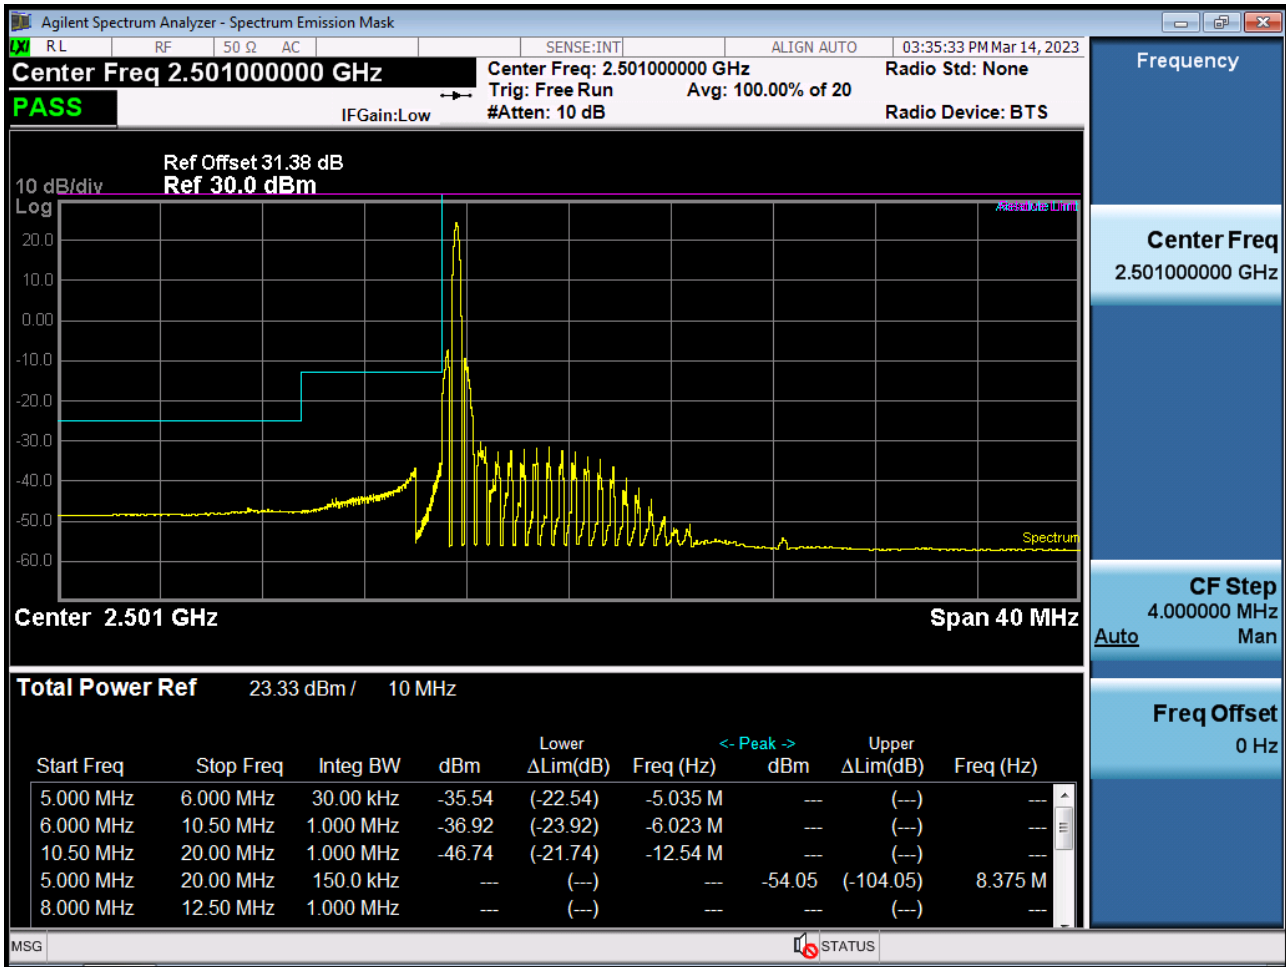 Agilent Spectrum Analyzer - Spectrum Emission Mask
LXI RL RF 50 Ω AC SENSE:INT ALIGN AUTO 03:35:33 PM Mar 14, 2023
Center Freq 2.501000000 GHz
PASS
IFGain:Low
Center Freq: 2.501000000 GHz
Trig: Free Run
#Atten: 10 dB
Avg: 100.00% of 20
Radio Std: None
Radio Device: BTS
Ref Offset 31.38 dB
10 dB/div Ref 30.0 dBm
Log
Absolute Limit
20.0
10.0
0.00
-10.0
-20.0
-30.0
-40.0
-50.0
Spectrum
-60.0
Center 2.501 GHz Span 40 MHz
Total Power Ref 23.33 dBm / 10 MHz
Lower <- Peak -> Upper
Start Freq Stop Freq Integ BW dBm ΔLim(dB) Freq (Hz) dBm ΔLim(dB) Freq (Hz)
5.000 MHz 6.000 MHz 30.00 kHz -35.54 (-22.54) -5.035 M --- (---) ---
6.000 MHz 10.50 MHz 1.000 MHz -36.92 (-23.92) -6.023 M --- (---) ---
10.50 MHz 20.00 MHz 1.000 MHz -46.74 (-21.74) -12.54 M --- (---) ---
5.000 MHz 20.00 MHz 150.0 kHz --- (---) --- -54.05 (-104.05) 8.375 M
8.000 MHz 12.50 MHz 1.000 MHz --- (---) --- --- (---) ---
MSG STATUS
Frequency
Center Freq
2.501000000 GHz
CF Step
4.000000 MHz
Auto Man
Freq Offset
0 Hz